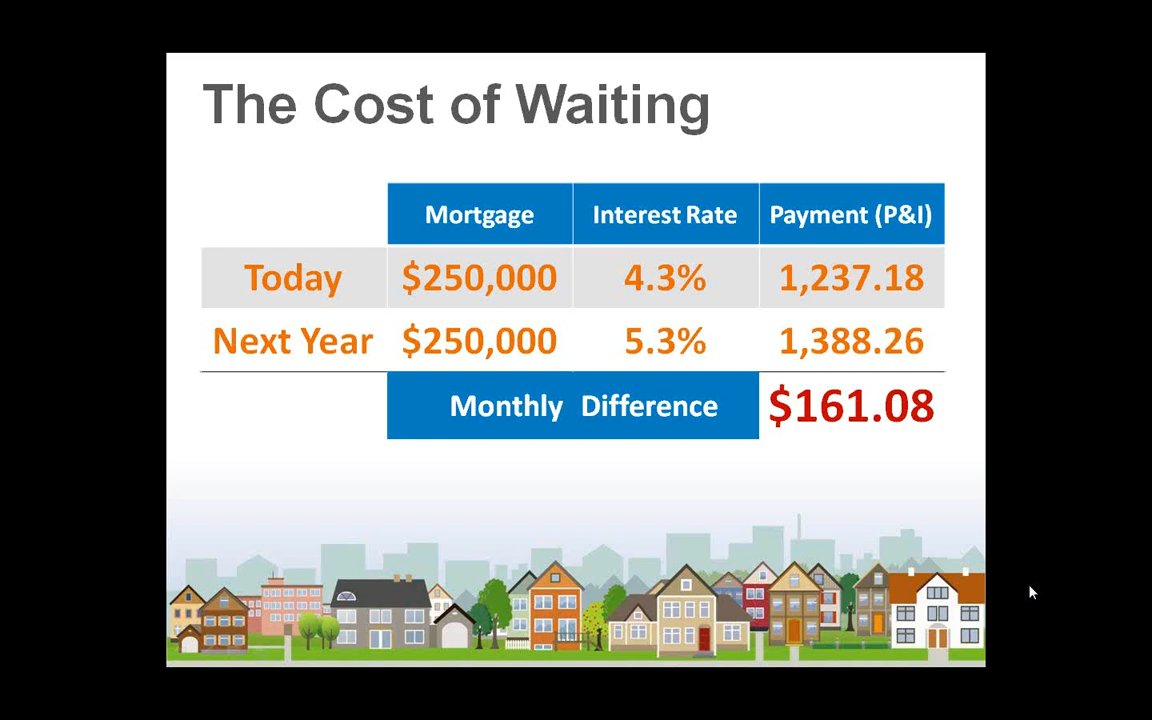 The Cost of Waiting
Mortgage Interest Rate Payment (P&I)
Today $250,000 4.3% 1,237.18
Next Year $250,000 5.3% 1,388.26
Monthly Difference $161.08